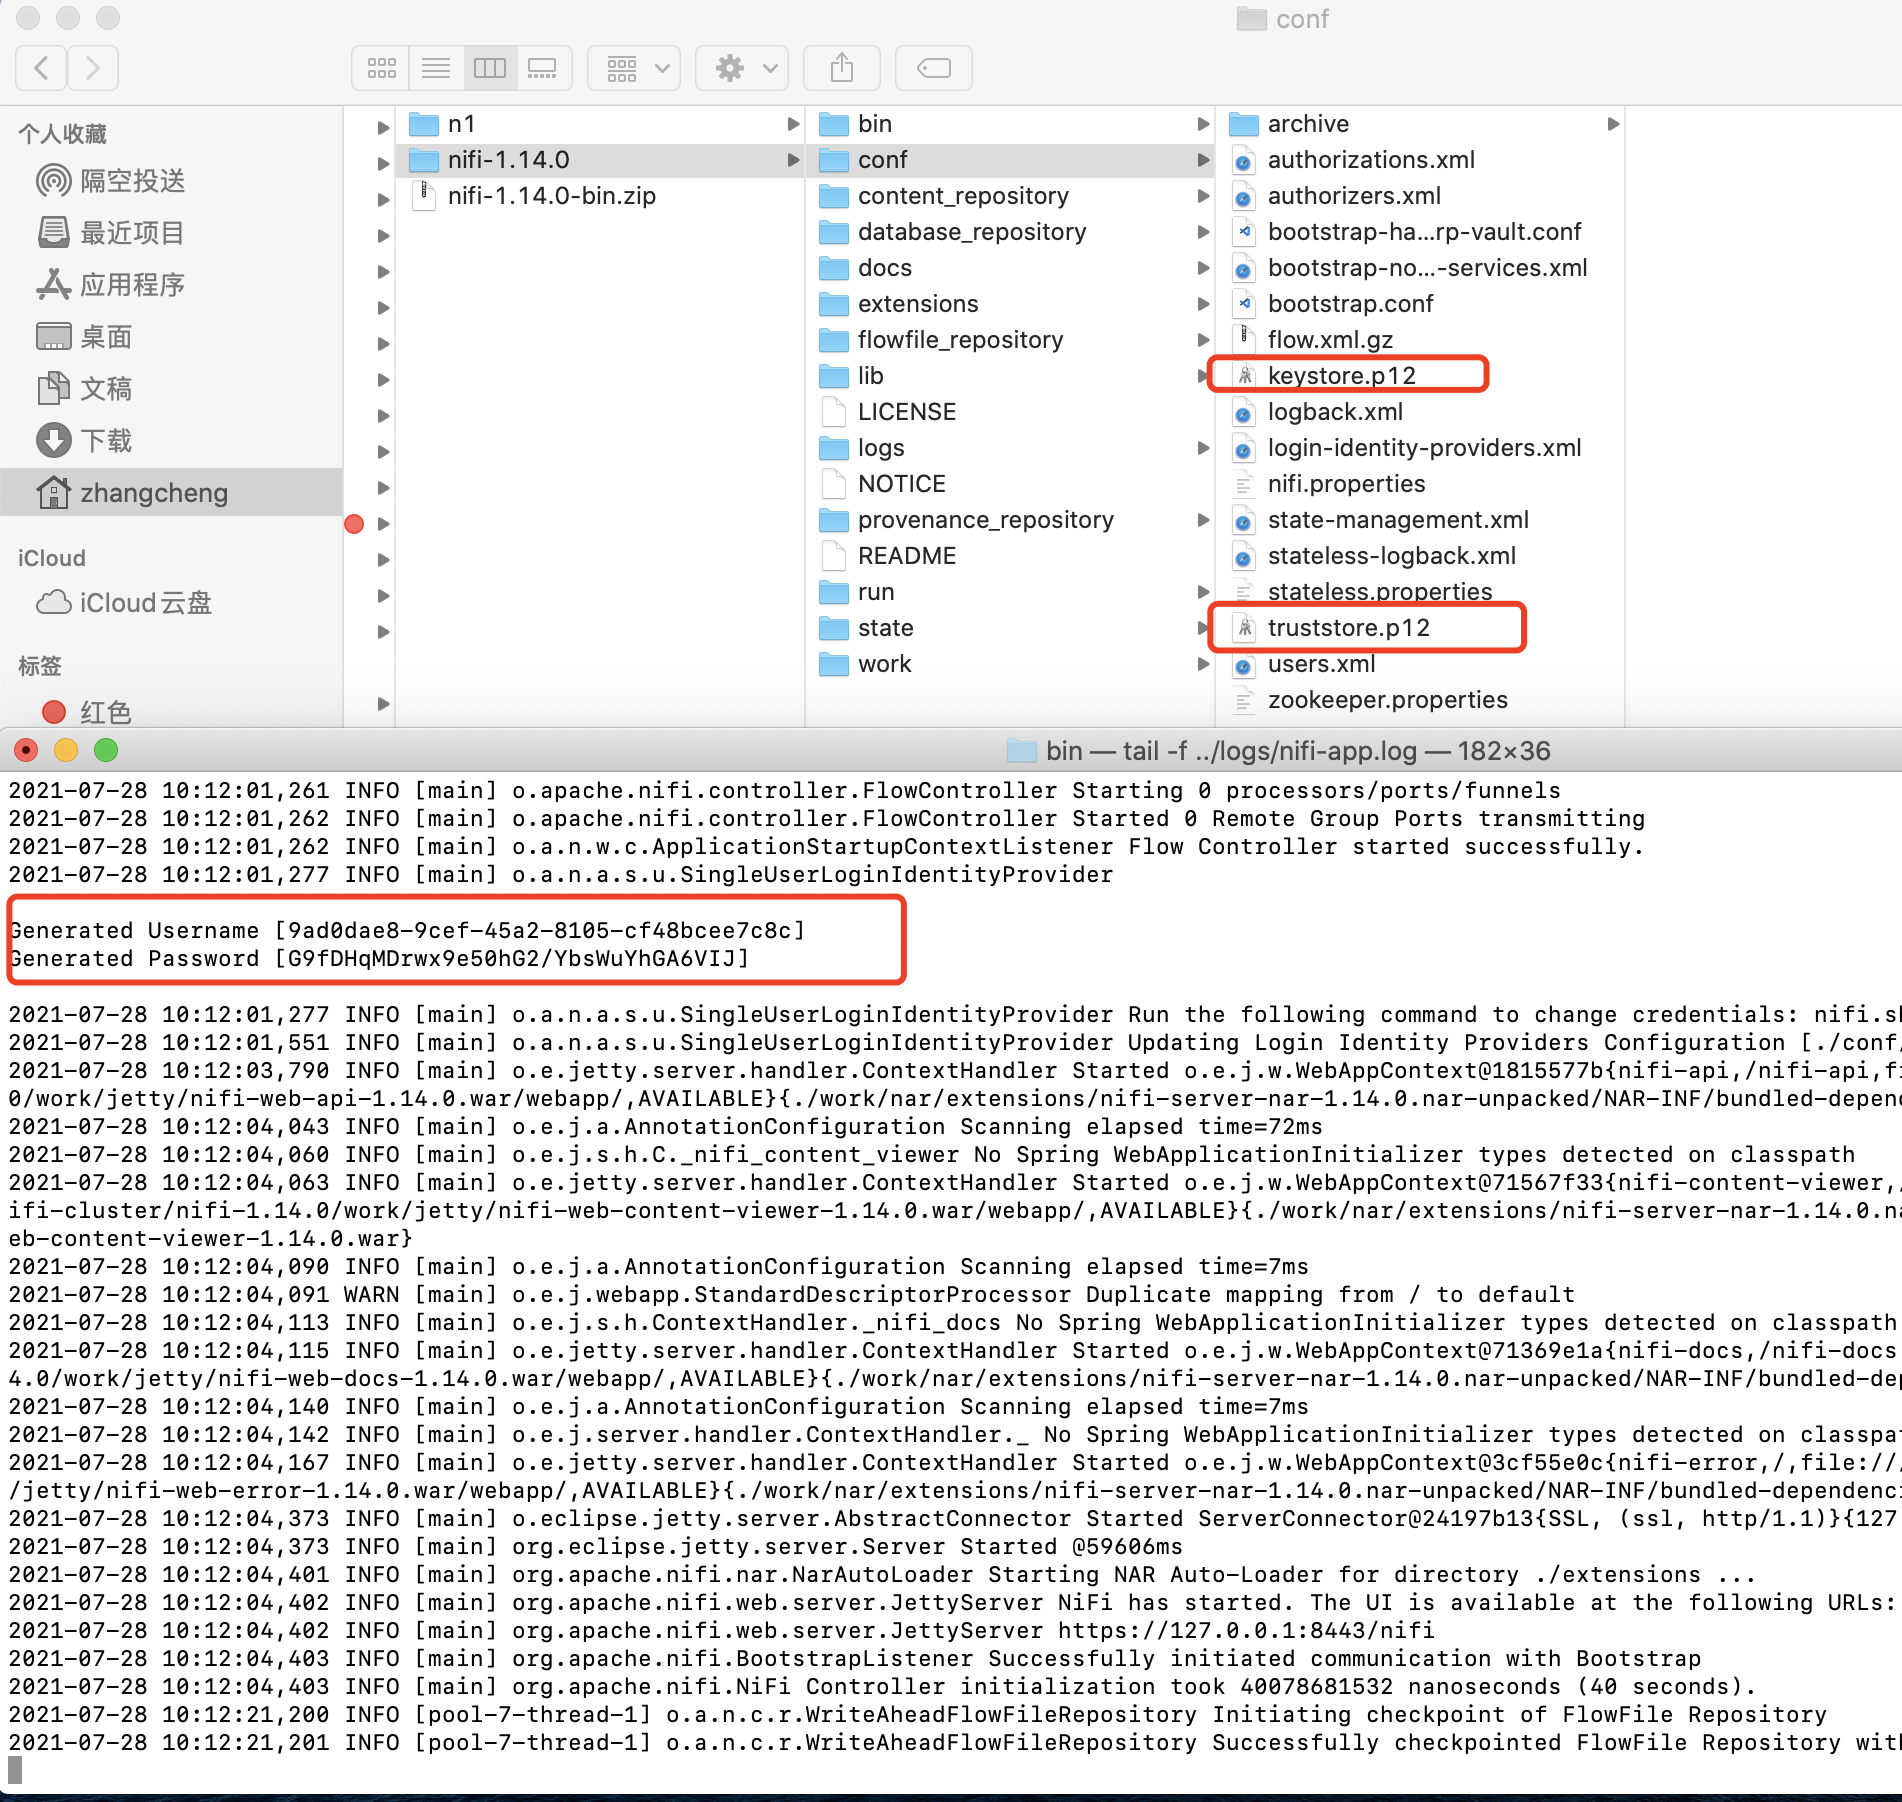 conf
个人收藏
隔空投送
最近项目
应用程序
桌面
文稿
下载
zhangcheng
iCloud
iCloud云盘
标签
红色
n1
nifi-1.14.0
nifi-1.14.0-bin.zip
bin
conf
content_repository
database_repository
docs
extensions
flowfile_repository
lib
LICENSE
logs
NOTICE
provenance_repository
README
run
state
work
archive
authorizations.xml
authorizers.xml
bootstrap-ha...rp-vault.conf
bootstrap-no...-services.xml
bootstrap.conf
flow.xml.gz
keystore.p12
logback.xml
login-identity-providers.xml
nifi.properties
state-management.xml
stateless-logback.xml
stateless.properties
truststore.p12
users.xml
zookeeper.properties
bin — tail -f ../logs/nifi-app.log — 182×36
2021-07-28 10:12:01,261 INFO [main] o.apache.nifi.controller.FlowController Starting 0 processors/ports/funnels
2021-07-28 10:12:01,262 INFO [main] o.apache.nifi.controller.FlowController Started 0 Remote Group Ports transmitting
2021-07-28 10:12:01,262 INFO [main] o.a.n.w.c.ApplicationStartupContextListener Flow Controller started successfully.
2021-07-28 10:12:01,277 INFO [main] o.a.n.a.s.u.SingleUserLoginIdentityProvider
Generated Username [9ad0dae8-9cef-45a2-8105-cf48bcee7c8c]
Generated Password [G9fDHqMDrwx9e50hG2/YbsWuYhGA6VIJ]
2021-07-28 10:12:01,277 INFO [main] o.a.n.a.s.u.SingleUserLoginIdentityProvider Run the following command to change credentials: nifi.sh
2021-07-28 10:12:01,551 INFO [main] o.a.n.a.s.u.SingleUserLoginIdentityProvider Updating Login Identity Providers Configuration [./conf/
2021-07-28 10:12:03,790 INFO [main] o.e.jetty.server.handler.ContextHandler Started o.e.j.w.WebAppContext@1815577b{nifi-api,/nifi-api,fi
0/work/jetty/nifi-web-api-1.14.0.war/webapp/,AVAILABLE}{./work/nar/extensions/nifi-server-nar-1.14.0.nar-unpacked/NAR-INF/bundled-depend
2021-07-28 10:12:04,043 INFO [main] o.e.j.a.AnnotationConfiguration Scanning elapsed time=72ms
2021-07-28 10:12:04,060 INFO [main] o.e.j.s.h.C._nifi_content_viewer No Spring WebApplicationInitializer types detected on classpath
2021-07-28 10:12:04,063 INFO [main] o.e.jetty.server.handler.ContextHandler Started o.e.j.w.WebAppContext@71567f33{nifi-content-viewer,/
ifi-cluster/nifi-1.14.0/work/jetty/nifi-web-content-viewer-1.14.0.war/webapp/,AVAILABLE}{./work/nar/extensions/nifi-server-nar-1.14.0.na
eb-content-viewer-1.14.0.war}
2021-07-28 10:12:04,090 INFO [main] o.e.j.a.AnnotationConfiguration Scanning elapsed time=7ms
2021-07-28 10:12:04,091 WARN [main] o.e.j.webapp.StandardDescriptorProcessor Duplicate mapping from / to default
2021-07-28 10:12:04,113 INFO [main] o.e.j.s.h.ContextHandler._nifi_docs No Spring WebApplicationInitializer types detected on classpath
2021-07-28 10:12:04,115 INFO [main] o.e.jetty.server.handler.ContextHandler Started o.e.j.w.WebAppContext@71369e1a{nifi-docs,/nifi-docs
4.0/work/jetty/nifi-web-docs-1.14.0.war/webapp/,AVAILABLE}{./work/nar/extensions/nifi-server-nar-1.14.0.nar-unpacked/NAR-INF/bundled-dep
2021-07-28 10:12:04,140 INFO [main] o.e.j.a.AnnotationConfiguration Scanning elapsed time=7ms
2021-07-28 10:12:04,142 INFO [main] o.e.j.server.handler.ContextHandler._ No Spring WebApplicationInitializer types detected on classpat
2021-07-28 10:12:04,167 INFO [main] o.e.jetty.server.handler.ContextHandler Started o.e.j.w.WebAppContext@3cf55e0c{nifi-error,/,file:///
/jetty/nifi-web-error-1.14.0.war/webapp/,AVAILABLE}{./work/nar/extensions/nifi-server-nar-1.14.0.nar-unpacked/NAR-INF/bundled-dependenci
2021-07-28 10:12:04,373 INFO [main] o.eclipse.jetty.server.AbstractConnector Started ServerConnector@24197b13{SSL, (ssl, http/1.1)}{127
2021-07-28 10:12:04,373 INFO [main] org.eclipse.jetty.server.Server Started @59606ms
2021-07-28 10:12:04,401 INFO [main] org.apache.nifi.nar.NarAutoLoader Starting NAR Auto-Loader for directory ./extensions ...
2021-07-28 10:12:04,402 INFO [main] org.apache.nifi.web.server.JettyServer NiFi has started. The UI is available at the following URLs:
2021-07-28 10:12:04,402 INFO [main] org.apache.nifi.web.server.JettyServer https://127.0.0.1:8443/nifi
2021-07-28 10:12:04,403 INFO [main] org.apache.nifi.BootstrapListener Successfully initiated communication with Bootstrap
2021-07-28 10:12:04,403 INFO [main] org.apache.nifi.NiFi Controller initialization took 40078681532 nanoseconds (40 seconds).
2021-07-28 10:12:21,200 INFO [pool-7-thread-1] o.a.n.c.r.WriteAheadFlowFileRepository Initiating checkpoint of FlowFile Repository
2021-07-28 10:12:21,201 INFO [pool-7-thread-1] o.a.n.c.r.WriteAheadFlowFileRepository Successfully checkpointed FlowFile Repository with